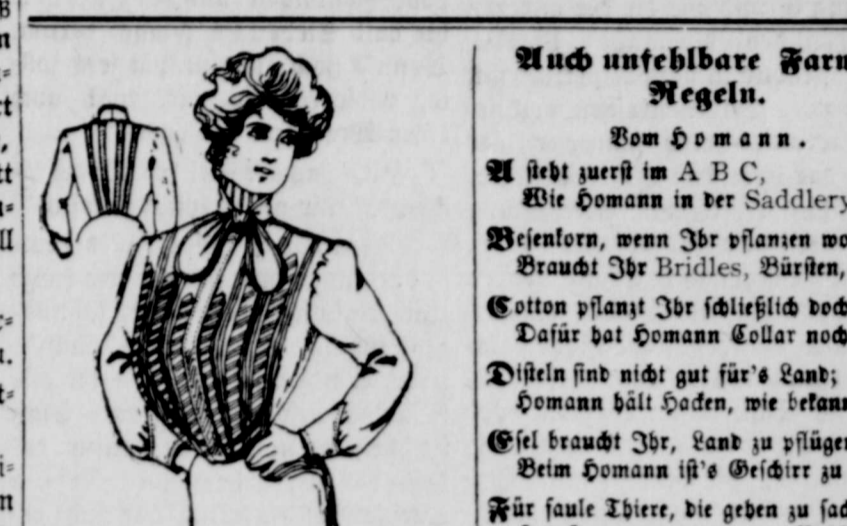 Auch unfehlbare Farm
Regeln.
Vom Homann.
A steht zuerst im A B C,
Wie Homann in der Saddlery
Besenkorn, wenn Ihr pflanzen wo
Braucht Ihr Bridles, Bürsten,
Cotton pflanzt Ihr schließlich doch
Dafür hat Homann Collar noch
Disteln sind nicht gut für's Land;
Homann hält Hacken, wie bekann
Esel braucht Ihr, Land zu pflügen
Beim Homann ist's Geschirr zu
Für faule Thiere, die gehen zu sach